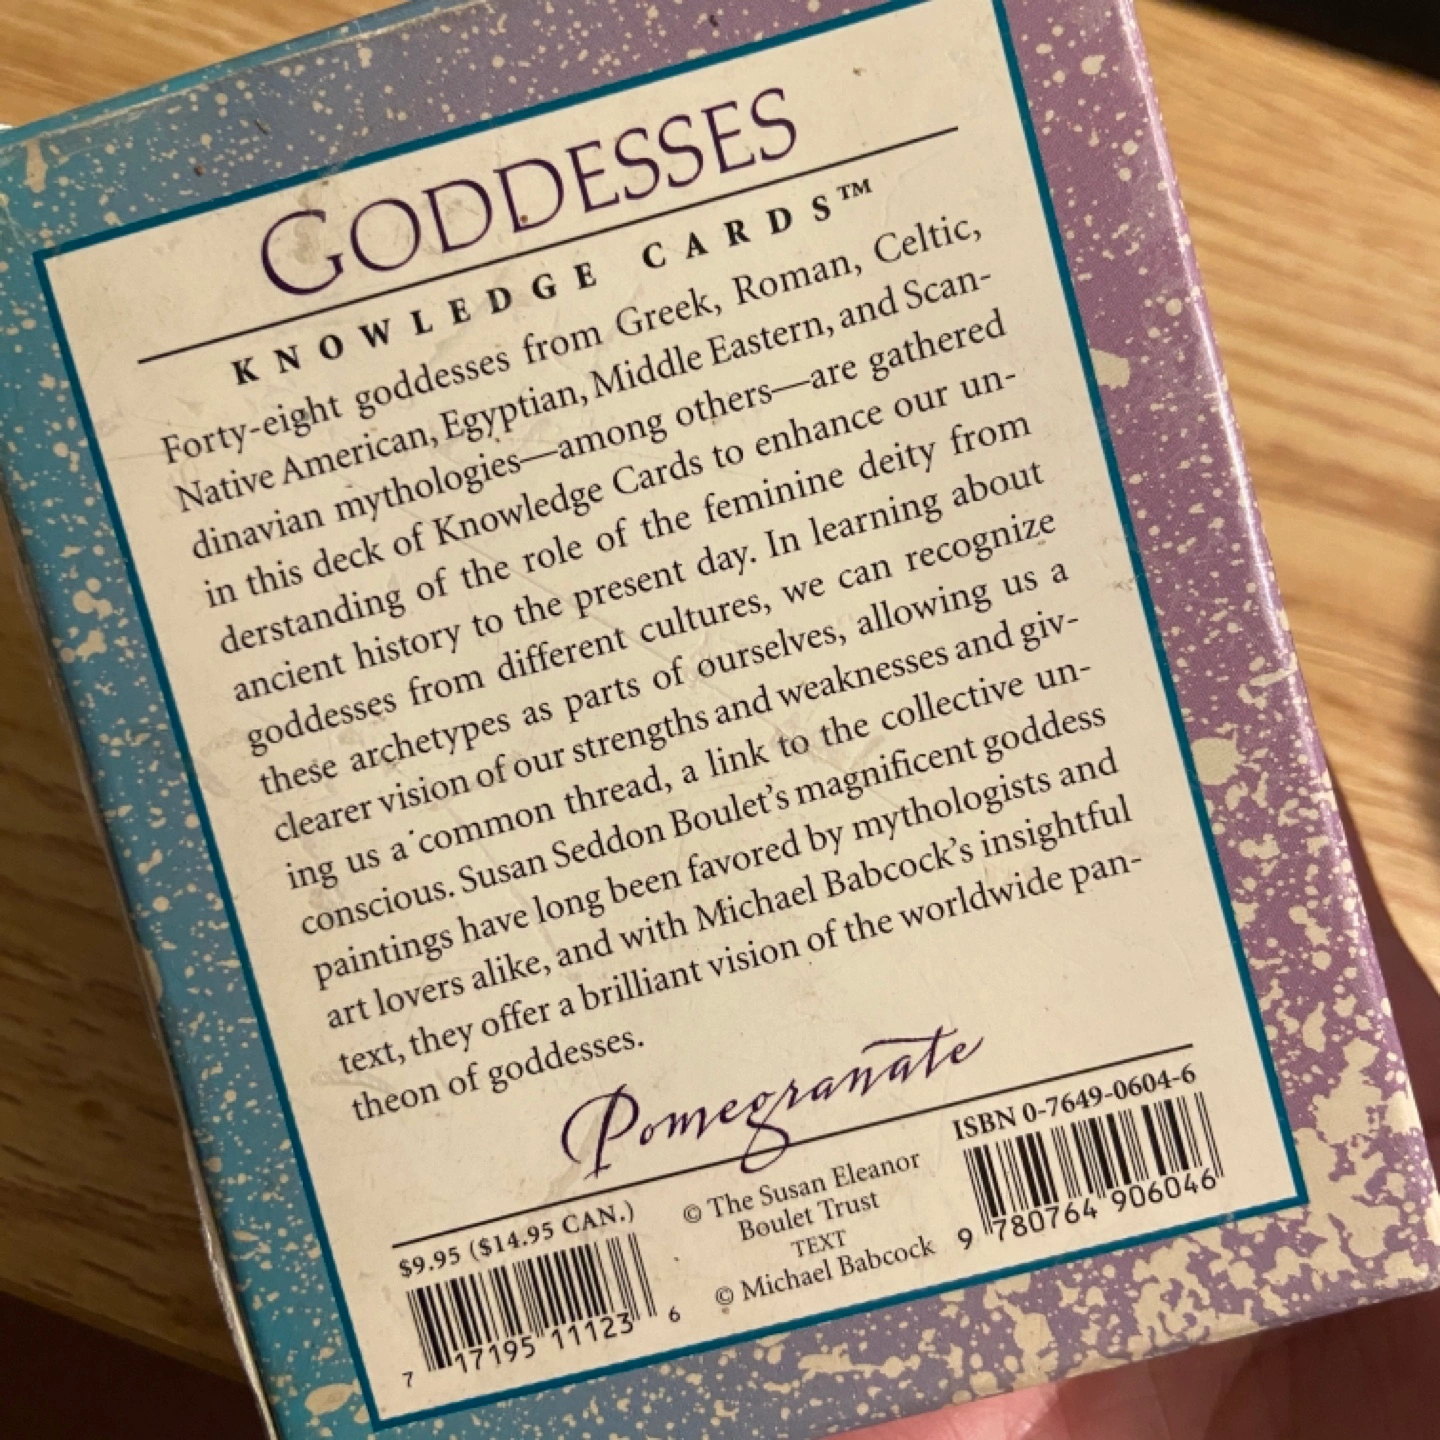 GODDESSES
KNOWLEDGE CARDS™
Forty-eight goddesses from Greek, Roman, Celtic,
Native American, Egyptian, Middle Eastern, and Scan-
dinavian mythologies—among others—are gathered
in this deck of Knowledge Cards to enhance our un-
derstanding of the role of the feminine deity from
ancient history to the present day. In learning about
goddesses from different cultures, we can recognize
these archetypes as parts of ourselves, allowing us a
clearer vision of our strengths and weaknesses and giv-
ing us a common thread, a link to the collective un-
conscious. Susan Seddon Boulet's magnificent goddess
paintings have long been favored by mythologists and
art lovers alike, and with Michael Babcock's insightful
text, they offer a brilliant vision of the worldwide pan-
theon of goddesses.
Pomegranate
$9.95 ($14.95 CAN.)
7 17195 11123 6
© The Susan Eleanor
Boulet Trust
TEXT
© Michael Babcock
ISBN 0-7649-0604-6
9 780764 906046